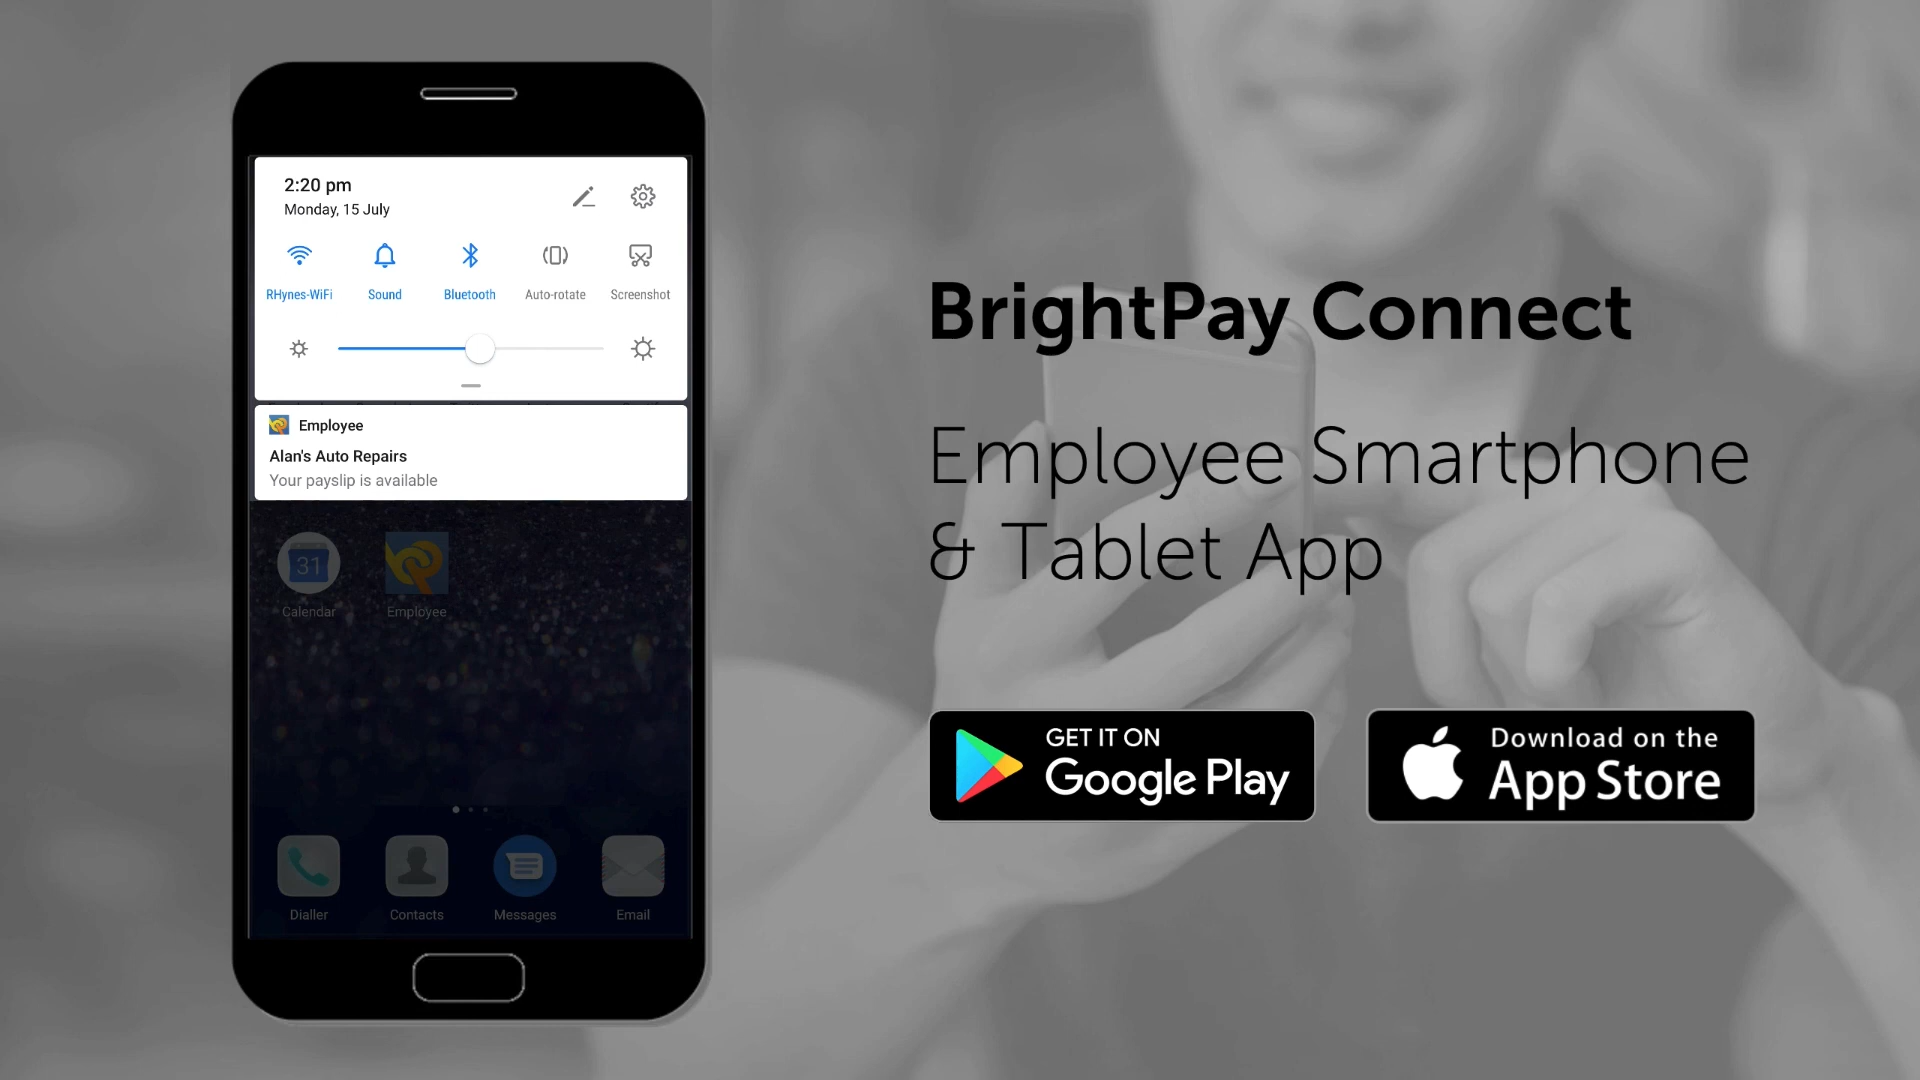 2:20 pm
Monday, 15 July
RHynes-WiFi
Sound
Bluetooth
Auto-rotate
Screenshot
Employee
Alan's Auto Repairs
Your payslip is available
31
Calendar
Employee
Dialler
Contacts
Messages
Email
BrightPay Connect
Employee Smartphone
& Tablet App
GET IT ON
Google Play
Download on the
App Store